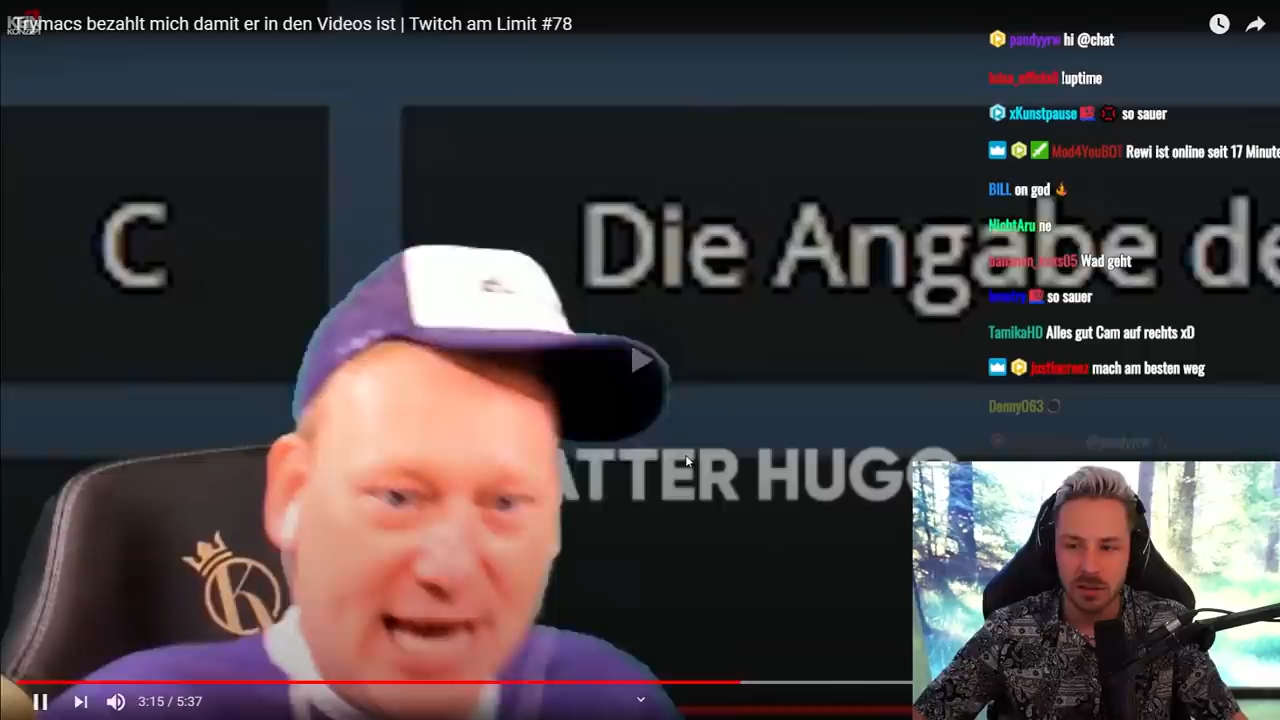 Trymacs bezahlt mich damit er in den Videos ist | Twitch am Limit #78
pandyyrw hi @chat
!uptime
xKunstpause so sauer
Mod4YouBOT Rewi ist online seit 17 Minute
BILL on god
NichtAru ne
Wad geht
so sauer
TamikaHD Alles gut Cam auf rechts xD
mach am besten weg
Denny063
C
Die Angabe de
ATTER HUGO
K
3:15 / 5:37